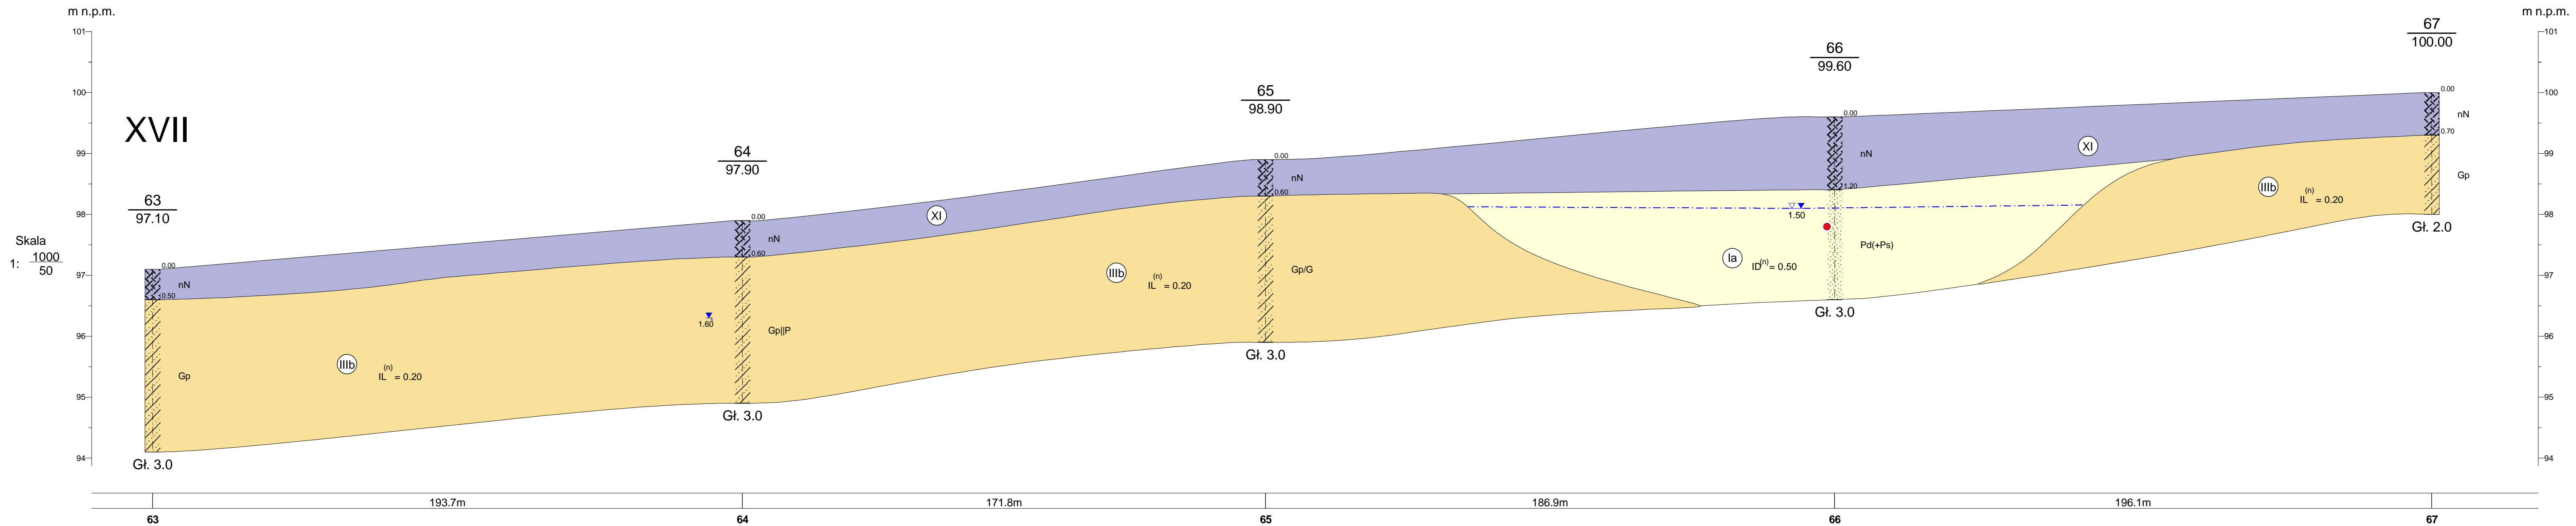 m n.p.m.
m n.p.m.
101
100
99
98
97
96
95
94
101
100
99
98
97
96
95
94
XVII
Skala
1: 1000
50
63
97.10
0.00
nN
0.50
Gp
Gł. 3.0
IIIb
IL(n) = 0.20
64
97.90
0.00
nN
0.60
1.60
Gp||P
Gł. 3.0
XI
IIIb
IL(n) = 0.20
65
98.90
0.00
nN
0.60
Gp/G
Gł. 3.0
66
99.60
0.00
nN
1.20
1.50
Pd(+Ps)
Ia
ID(n) = 0.50
Gł. 3.0
XI
IIIb
IL(n) = 0.20
67
100.00
0.00
nN
0.70
Gp
Gł. 2.0
193.7m
171.8m
186.9m
196.1m
63
64
65
66
67